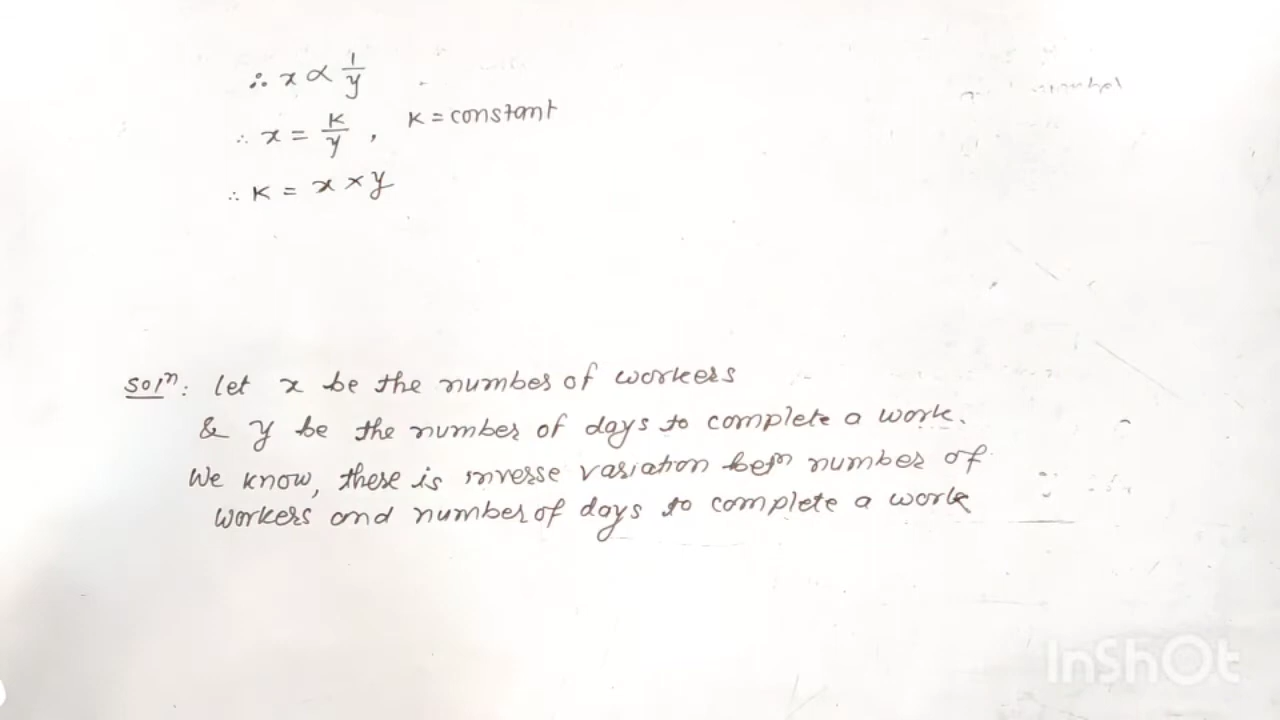 ∴ x ∝ 1/y
∴ x = K/y , K = constant
∴ K = x × y
Solⁿ: let x be the number of workers
& y be the number of days to complete a work.
We know, there is inverse variation betⁿ number of
workers and number of days to complete a work
InShOt